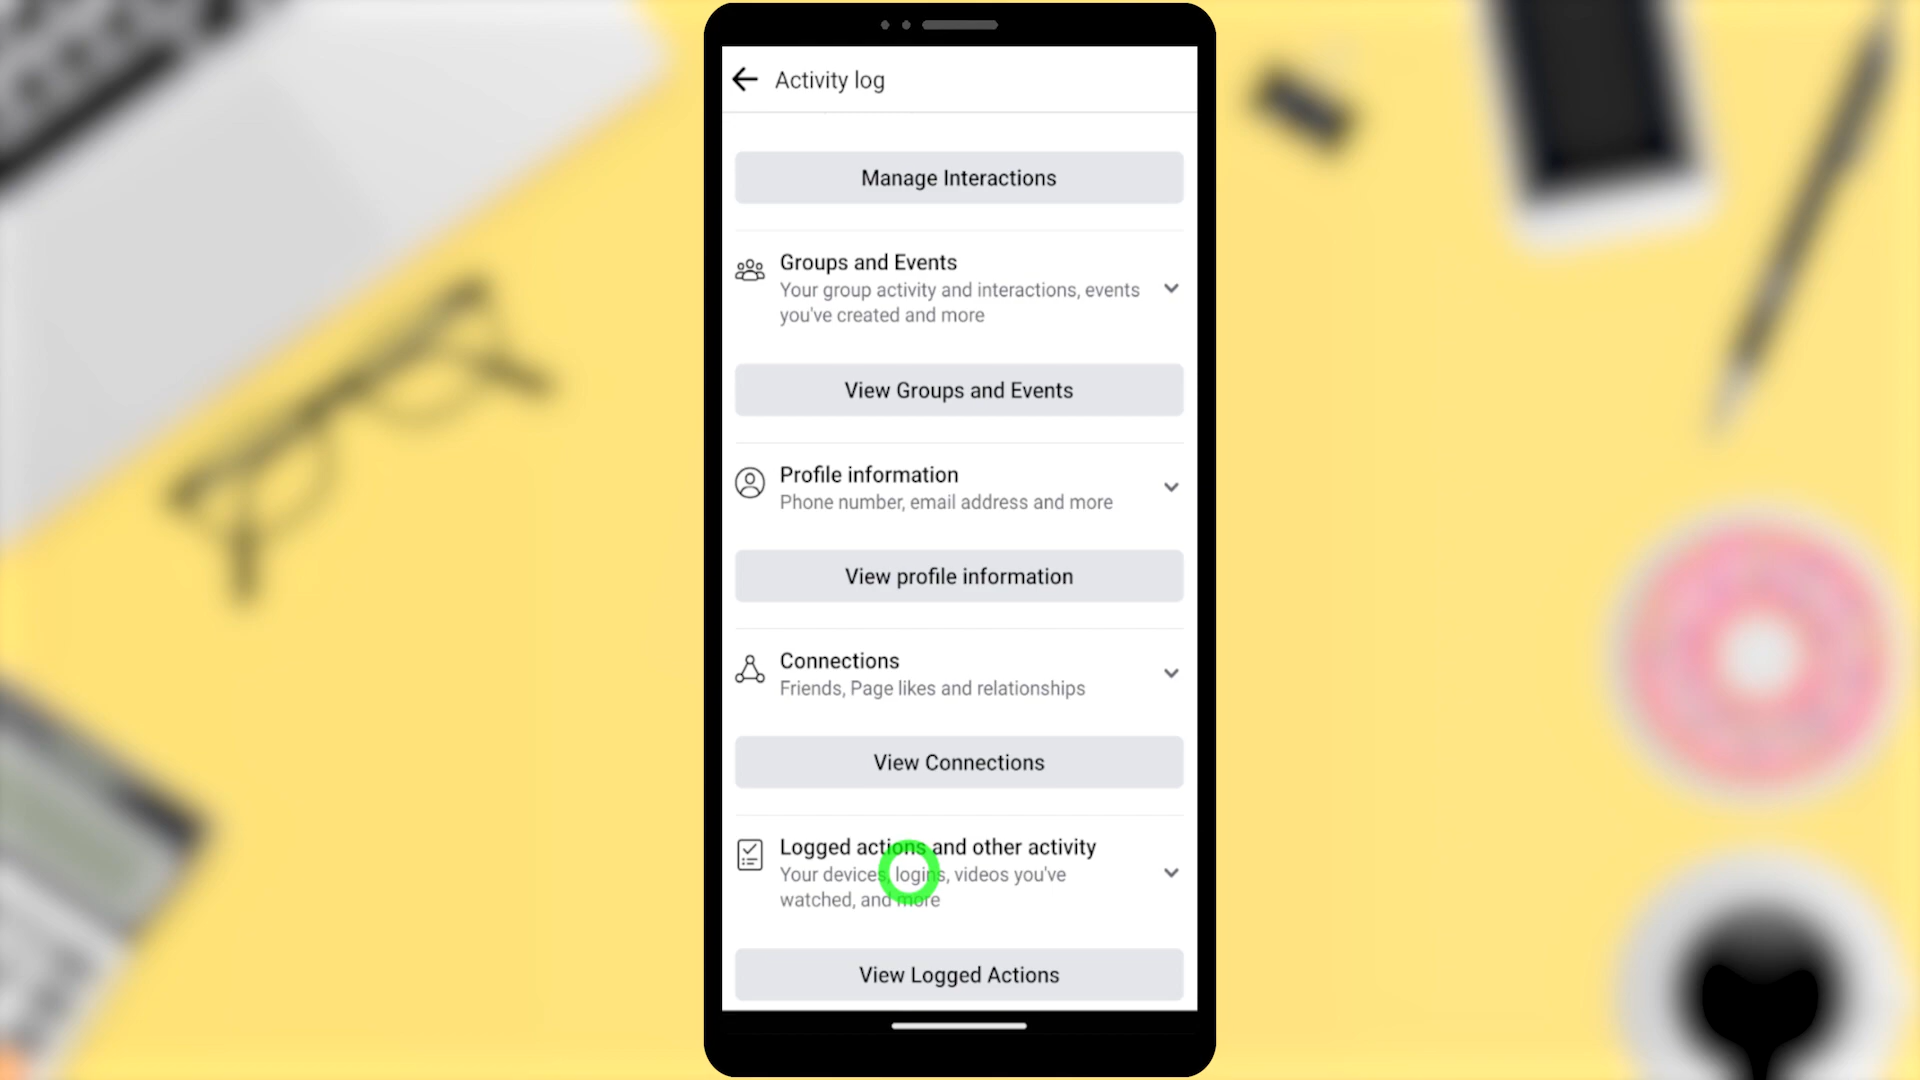 Activity log
Manage Interactions
Groups and Events
Your group activity and interactions, events
you've created and more
View Groups and Events
Profile information
Phone number, email address and more
View profile information
Connections
Friends, Page likes and relationships
View Connections
Logged actions and other activity
Your devices, logins, videos you've
watched, and more
View Logged Actions